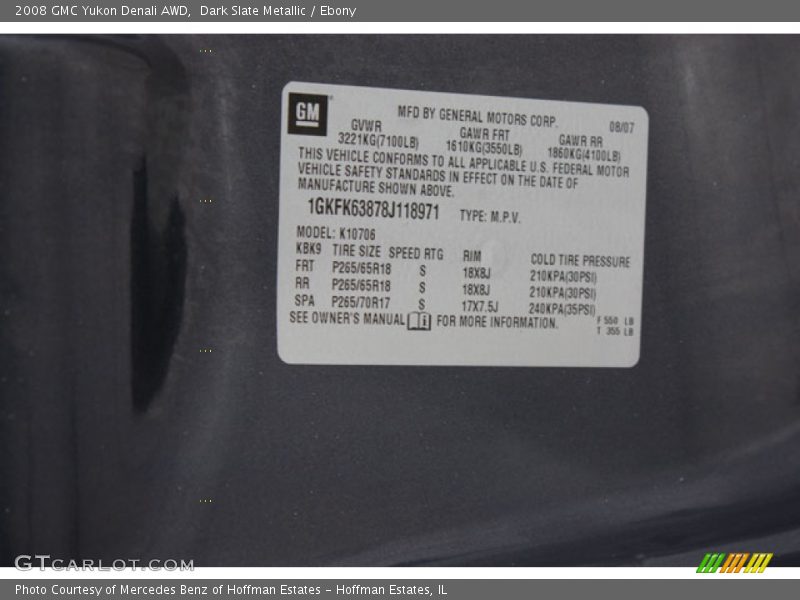 2008 GMC Yukon Denali AWD,  Dark Slate Metallic / Ebony
GM
MFD BY GENERAL MOTORS CORP.
08/07
GVWR GAWR FRT GAWR RR
3221KG(7100LB) 1610KG(3550LB) 1860KG(4100LB)
THIS VEHICLE CONFORMS TO ALL APPLICABLE U.S. FEDERAL MOTOR
VEHICLE SAFETY STANDARDS IN EFFECT ON THE DATE OF
MANUFACTURE SHOWN ABOVE.
1GKFK63878J118971 TYPE: M.P.V.
MODEL: K10706
KBK9 TIRE SIZE SPEED RTG RIM COLD TIRE PRESSURE
FRT P265/65R18 S 18X8J 210KPA(30PSI)
RR P265/65R18 S 18X8J 210KPA(30PSI)
SPA P265/70R17 S 17X7.5J 240KPA(35PSI)
SEE OWNER'S MANUAL FOR MORE INFORMATION.
F 550 LB
T 355 LB
GTcarlot.com
Photo Courtesy of Mercedes Benz of Hoffman Estates - Hoffman Estates, IL